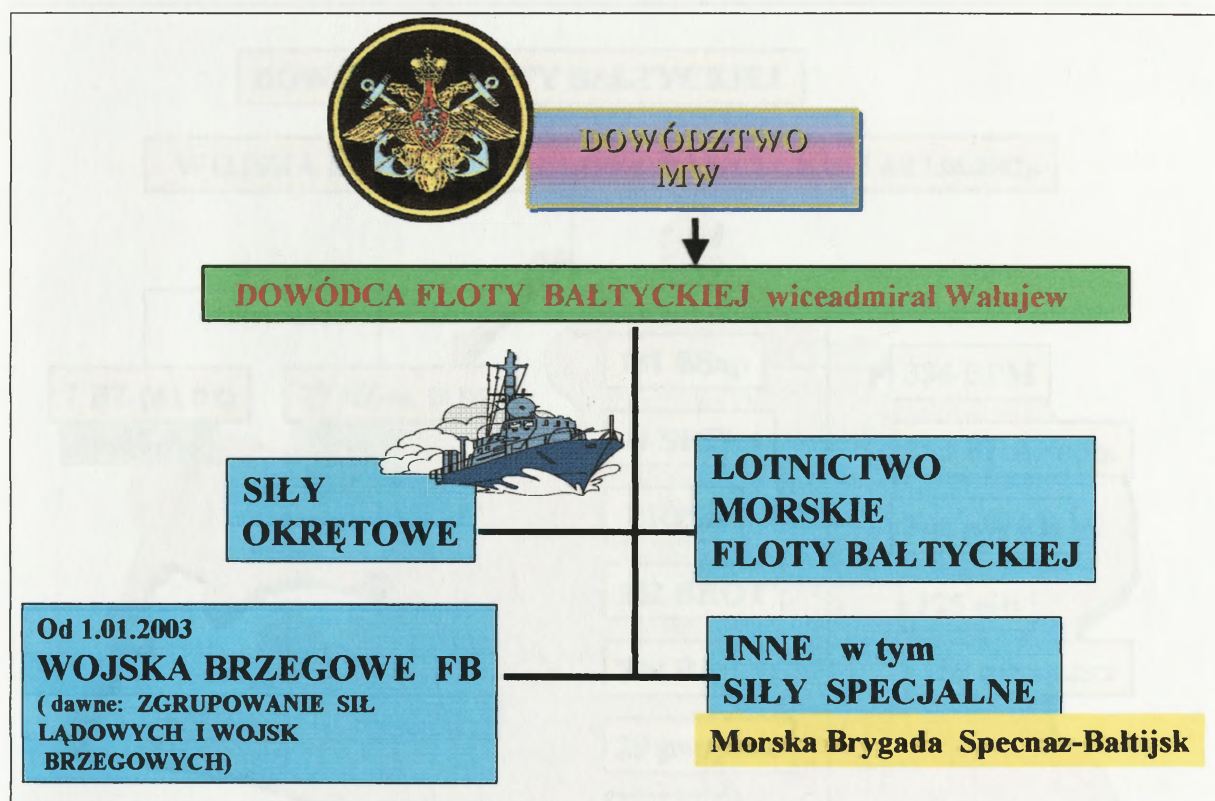 DOWÓDZTWO
MW
DOWÓDCA FLOTY BAŁTYCKIEJ wiceadmirał Wałujew
SIŁY
OKRĘTOWE
LOTNICTWO
MORSKIE
FLOTY BAŁTYCKIEJ
Od 1.01.2003
WOJSKA BRZEGOWE FB
( dawne: ZGRUPOWANIE SIŁ
LĄDOWYCH I WOJSK
BRZEGOWYCH)
INNE w tym
SIŁY SPECJALNE
Morska Brygada Specnaz-Bałtijsk